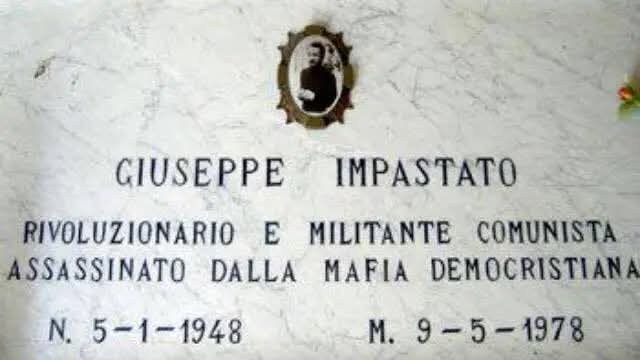 GIUSEPPE IMPASTATO
RIVOLUZIONARIO E MILITANTE COMUNISTA
ASSASSINATO DALLA MAFIA DEMOCRISTIANA
N. 5-1-1948 M. 9-5-1978